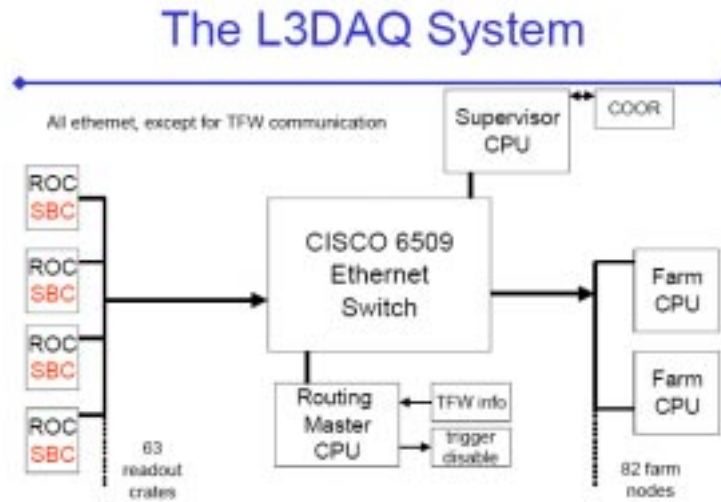 The L3DAQ System
All ethernet, except for TFW communication
Supervisor
CPU
COOR
ROC
SBC
ROC
SBC
ROC
SBC
ROC
SBC
CISCO 6509
Ethernet
Switch
Farm
CPU
Farm
CPU
Routing
Master
CPU
TFW info
trigger
disable
63
readout
crates
82 farm
nodes